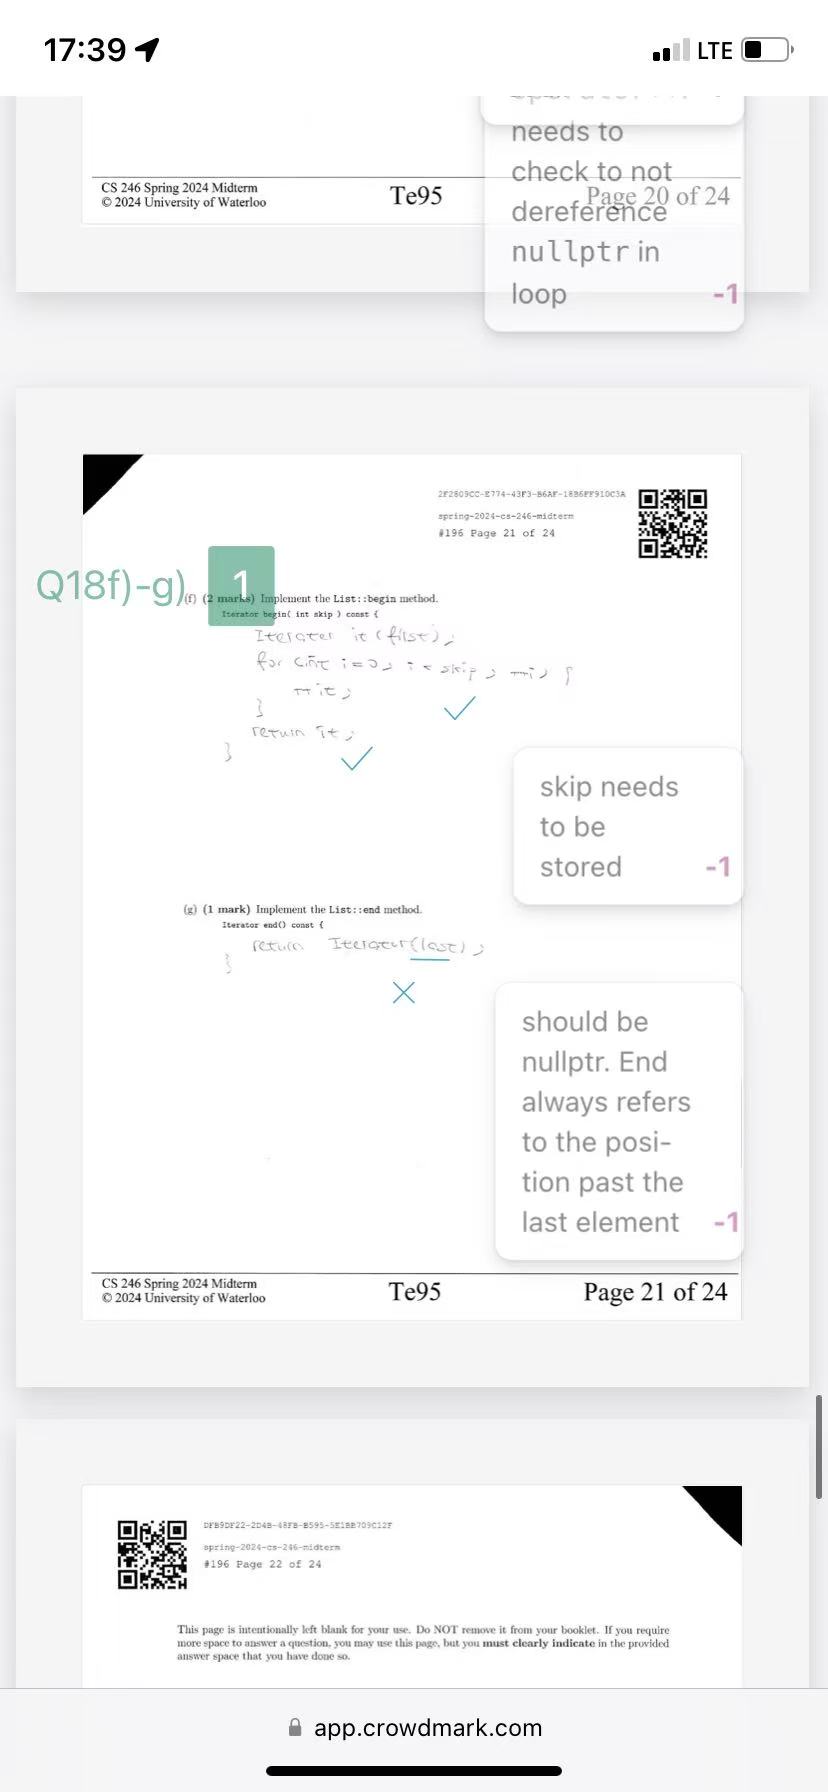 17:39
LTE
needs to
check to not
dereference
nullptr in
loop -1
CS 246 Spring 2024 Midterm
© 2024 University of Waterloo
Te95
Page 20 of 24
2F2809CC-E774-43F3-B6AF-18B6FF910C3A
spring-2024-cs-246-midterm
#196 Page 21 of 24
Q18f)-g) 1
(f) (2 marks) Implement the List::begin method.
Iterator begin( int skip ) const {
Iterator it (first);
for (int i=0; i < skip; ++i) {
++it;
}
return it;
}
skip needs
to be
stored -1
(g) (1 mark) Implement the List::end method.
Iterator end() const {
return Iterator(last);
}
should be
nullptr. End
always refers
to the posi-
tion past the
last element -1
CS 246 Spring 2024 Midterm
© 2024 University of Waterloo
Te95
Page 21 of 24
DFB9DF22-2D4B-48FB-B595-5E1BB709C12F
spring-2024-cs-246-midterm
#196 Page 22 of 24
This page is intentionally left blank for your use. Do NOT remove it from your booklet. If you require
more space to answer a question, you may use this page, but you must clearly indicate in the provided
answer space that you have done so.
app.crowdmark.com